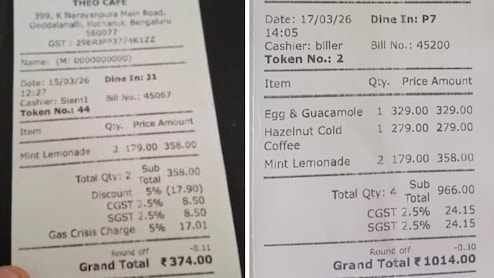 THEO CAFE
399, K Narayanpura Main Road,
Geddalahalli, Kothanur, Bengaluru
560077
Name: (M: 0000000000)
Date: 15/03/26 Dine In: J1
12:27
Cashier: Siam1 Bill No.: 45067
Token No.: 44
Item Qty. Price Amount
Mint Lemonade 2 179.00 358.00
Total Qty: 2 Sub Total 358.00
Discount 5% (17.90)
CGST 2.5% 8.50
SGST 2.5% 8.50
Gas Crisis Charge 5% 17.01
Round off -0.11
Grand Total ₹374.00
Date: 17/03/26 Dine In: P7
14:05
Cashier: biller Bill No.: 45200
Token No.: 2
Item Qty. Price Amount
Egg & Guacamole 1 329.00 329.00
Hazelnut Cold 1 279.00 279.00
Coffee
Mint Lemonade 2 179.00 358.00
Total Qty: 4 Sub Total 966.00
CGST 2.5% 24.15
SGST 2.5% 24.15
Round off -0.30
Grand Total ₹1014.00